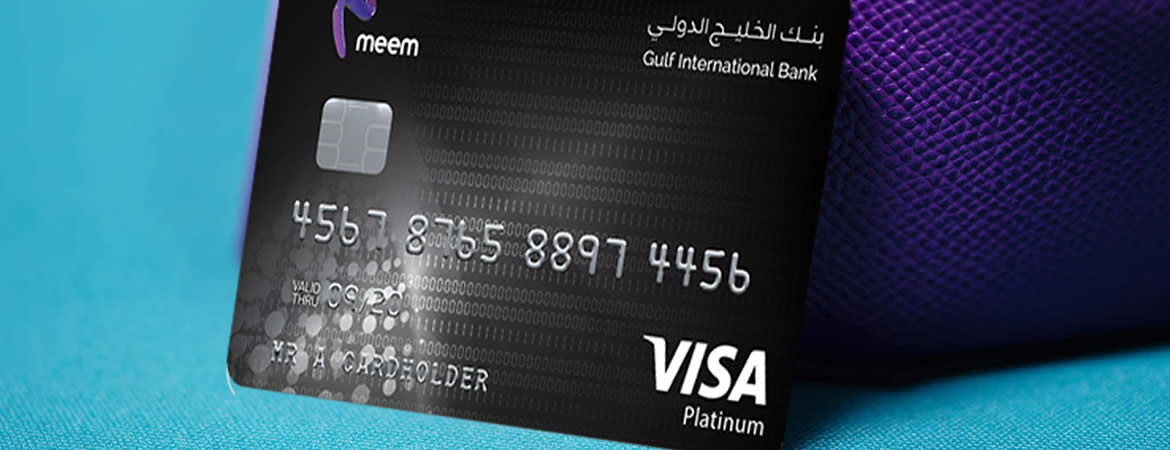 meem
بنك الخليج الدولي
Gulf International Bank
4567 8765 8897 4456
VALID
THRU 09/20
MR A CARDHOLDER
VISA
Platinum